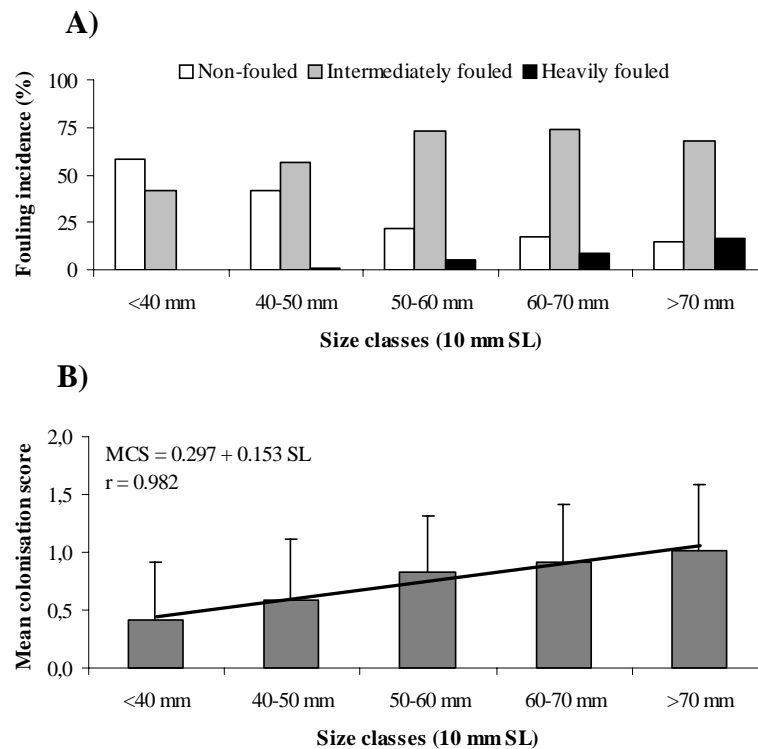 A)
Non-fouled Intermediately fouled Heavily fouled
Fouling incidence (%)
100
75
50
25
0
<40 mm 40-50 mm 50-60 mm 60-70 mm >70 mm
Size classes (10 mm SL)
B)
Mean colonisation score
2,0
1,5
1,0
0,5
0,0
MCS = 0.297 + 0.153 SL
r = 0.982
<40 mm 40-50 mm 50-60 mm 60-70 mm >70 mm
Size classes (10 mm SL)